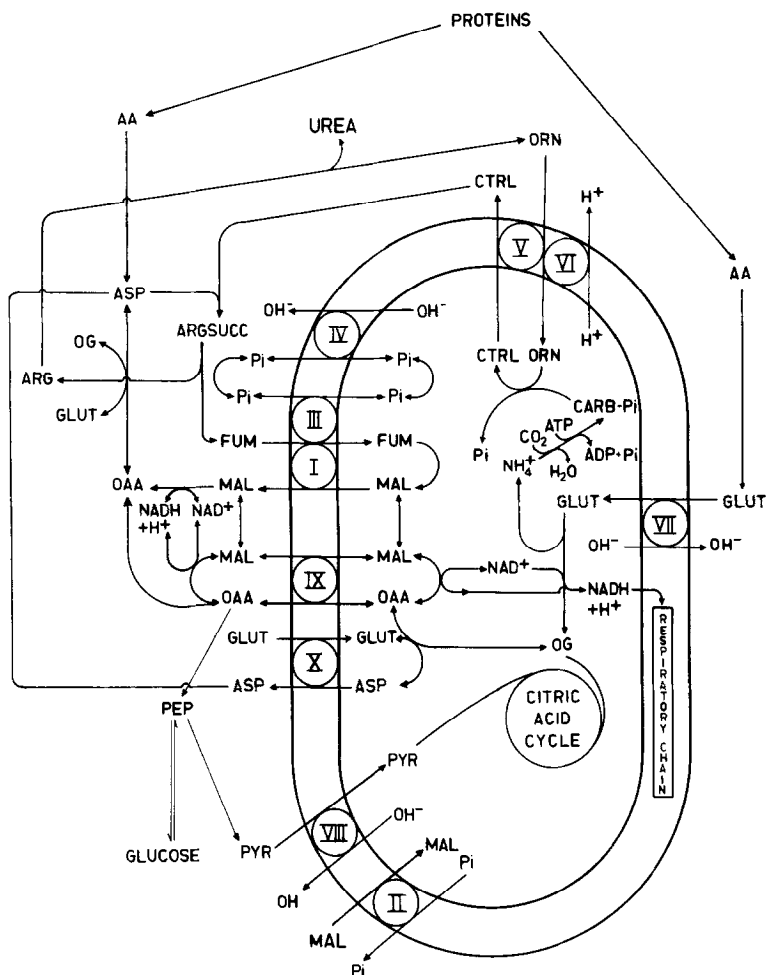 PROTEINS
AA
UREA
ORN
CTRL
H+
V
VI
AA
ASP
OH⁻
OH⁻
IV
ARGSUCC
H+
OG
Pi
Pi
CTRL ORN
ARG
Pi
Pi
CARB-Pi
GLUT
III
ATP
Pi
CO₂
ADP+Pi
FUM
FUM
NH₄⁺
H₂O
I
OAA
MAL
MAL
GLUT
GLUT
NADH
+H⁺
NAD⁺
VII
OH⁻
OH⁻
MAL
MAL
NAD⁺
IX
OAA
OAA
NADH
+H⁺
GLUT
GLUT
OG
X
ASP
ASP
RESPIRATORY CHAIN
PEP
CITRIC
ACID
CYCLE
PYR
OH⁻
VIII
GLUCOSE
PYR
MAL
Pi
OH
II
MAL
Pi